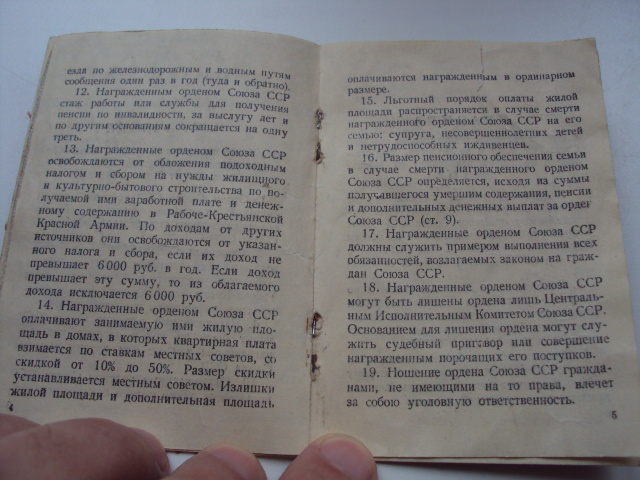 езда по железнодорожным и водным путям
сообщения один раз в год (туда и обратно).
12. Награжденным орденом Союза ССР
стаж работы или службы для получения
пенсии по инвалидности, за выслугу лет и
по другим основаниям сокращается на одну
треть.
13. Награжденные орденом Союза ССР
освобождаются от обложения подоходным
налогом и сбором на нужды жилищного
и культурно-бытового строительства по по-
лучаемой ими заработной плате и денеж-
ному содержанию в Рабоче-Крестьянской
Красной Армии. По доходам от других
источников они освобождаются от указан-
ного налога и сбора, если их доход не
превышает 6 000 руб. в год. Если доход
превышает эту сумму, то из облагаемого
дохода исключается 6 000 руб.
14. Награжденные орденом Союза ССР
оплачивают занимаемую ими жилую пло-
щадь в домах, в которых квартирная плата
взимается по ставкам местных советов, со
скидкой от 10% до 50%. Размер скидки
устанавливается местным советом. Излишки
жилой площади и дополнительная площадь
4
оплачиваются награжденным в ординарном
размере.
15. Льготный порядок оплаты жилой
площади распространяется в случае смерти
награжденного орденом Союза ССР на его
семью: супруга, несовершеннолетних детей
и нетрудоспособных иждивенцев.
16. Размер пенсионного обеспечения семьи
в случае смерти награжденного орденом
Союза ССР определяется, исходя из суммы
получавшегося умершим содержания, пенсии
и дополнительных денежных выплат за орден
Союза ССР (ст. 9).
17. Награжденные орденом Союза ССР
должны служить примером выполнения всех
обязанностей, возлагаемых законом на граж-
дан Союза ССР.
18. Награжденные орденом Союза ССР
могут быть лишены ордена лишь Централь-
ным Исполнительным Комитетом Союза ССР.
Основанием для лишения ордена могут слу-
жить судебный приговор или совершение
награжденным порочащих его поступков.
19. Ношение ордена Союза ССР гражда-
нами, не имеющими на то права, влечет
за собою уголовную ответственность.
5